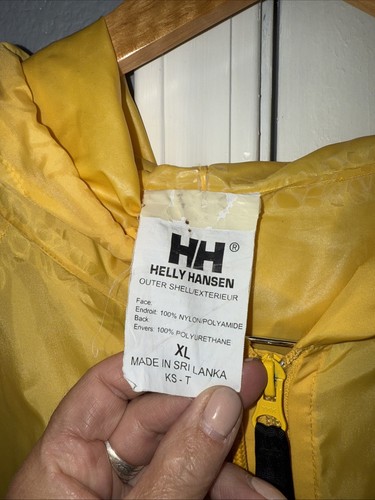 HH®
HELLY HANSEN
OUTER SHELL/EXTERIEUR
Face:
Endroit: 100% NYLON/POLYAMIDE
Back
Envers: 100% POLYURETHANE
XL
MADE IN SRI LANKA
KS - T